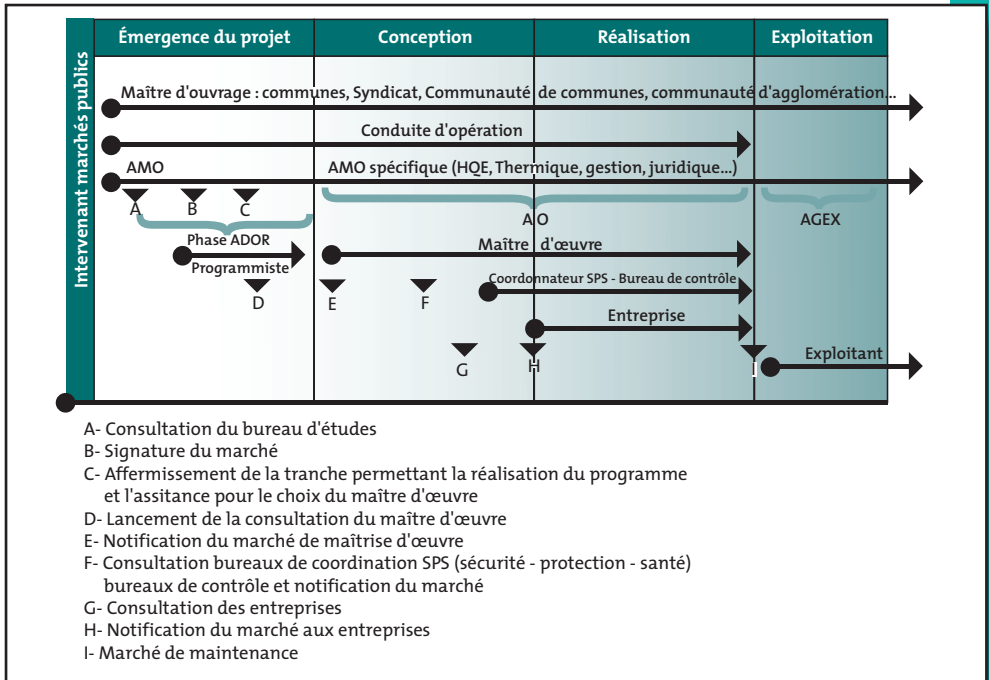 Intervenant marchés publics
Émergence du projet
Conception
Réalisation
Exploitation
Maître d'ouvrage : communes, Syndicat, Communauté de communes, communauté d'agglomération...
Conduite d'opération
AMO
AMO spécifique (HQE, Thermique, gestion, juridique...)
A
B
C
AIO
AGEX
Phase ADOR
Programmiste
Maître d'œuvre
D
E
F
Coordonnateur SPS - Bureau de contrôle
Entreprise
G
H
I
Exploitant
A- Consultation du bureau d'études
B- Signature du marché
C- Affermissement de la tranche permettant la réalisation du programme
et l'assitance pour le choix du maître d'œuvre
D- Lancement de la consultation du maître d'œuvre
E- Notification du marché de maîtrise d'œuvre
F- Consultation bureaux de coordination SPS (sécurité - protection - santé)
bureaux de contrôle et notification du marché
G- Consultation des entreprises
H- Notification du marché aux entreprises
I- Marché de maintenance